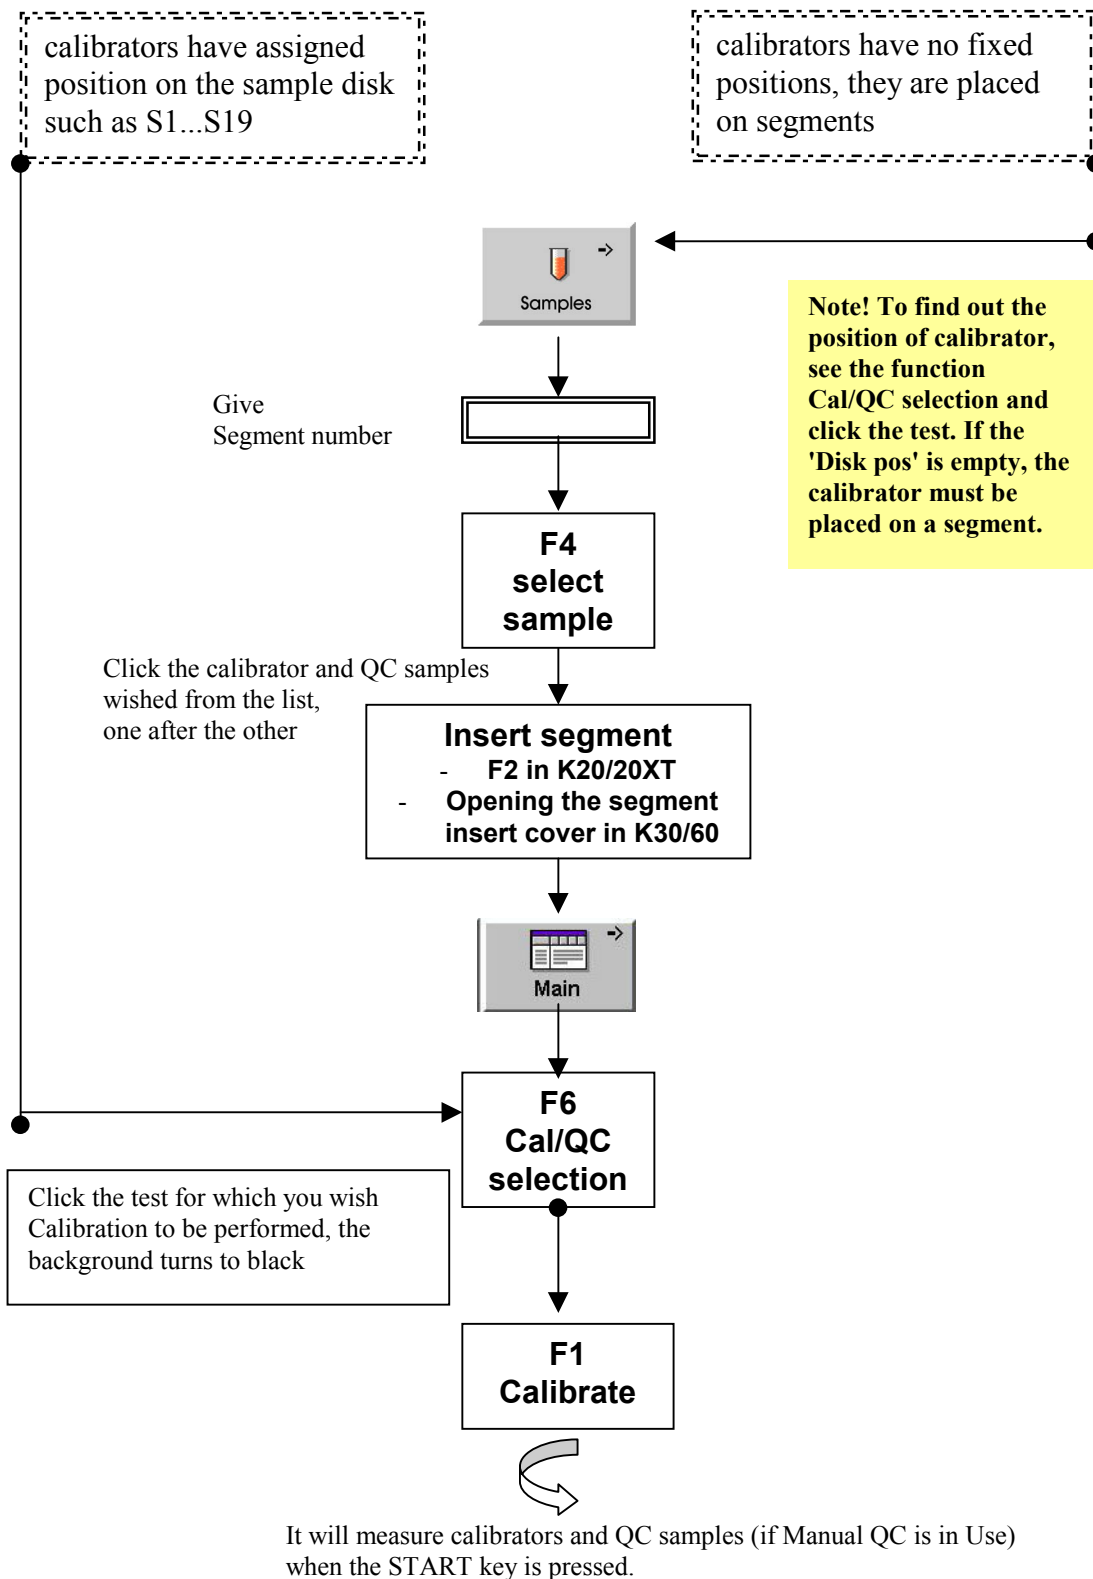 calibrators have assigned
position on the sample disk
such as S1...S19
calibrators have no fixed
positions, they are placed
on segments
Samples
Note! To find out the
position of calibrator,
see the function
Cal/QC selection and
click the test. If the
'Disk pos' is empty, the
calibrator must be
placed on a segment.
Give
Segment number
F4
select
sample
Click the calibrator and QC samples
wished from the list,
one after the other
Insert segment
- F2 in K20/20XT
- Opening the segment
insert cover in K30/60
Main
F6
Cal/QC
selection
Click the test for which you wish
Calibration to be performed, the
background turns to black
F1
Calibrate
It will measure calibrators and QC samples (if Manual QC is in Use)
when the START key is pressed.